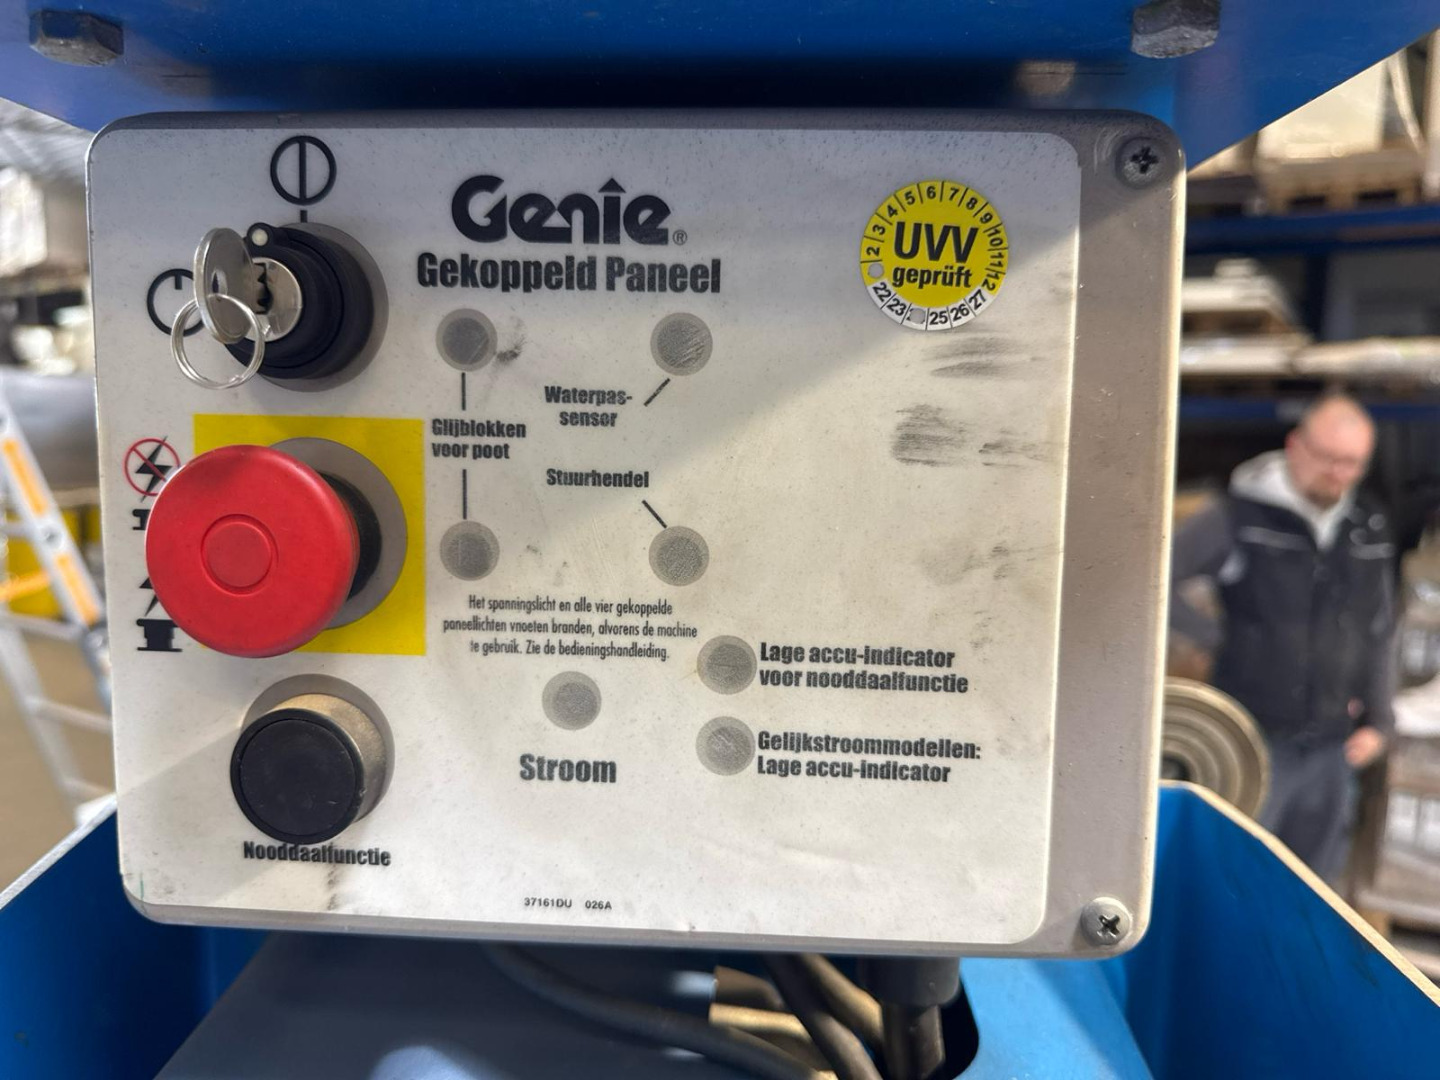 Genie®
Gekoppeld Paneel
2 3 4 5 6 7 8 9 10 11 12
UVV
geprüft
22 23 25 26 27
Waterpas-
sensor
Glijblokken
voor poot
Stuurhendel
Het spanningslicht en alle vier gekoppelde
paneellichten vnoeten branden, alvorens de machine
te gebruik. Zie de bedieningshandleiding.
Lage accu-indicator
voor nooddaalfunctie
Stroom
Gelijkstroommodellen:
Lage accu-indicator
Nooddaalfunctie
37161DU 026A